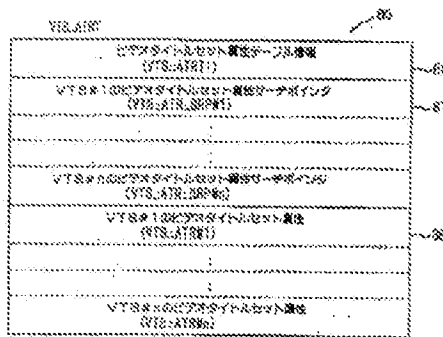 VTS_ATRT
ビデオタイトルセット属性テーブル情報
(VTS_ATRTI)
VTS#1のビデオタイトルセット属性サーチポインタ
(VTS_ATR_SRP#1)
VTS#nのビデオタイトルセット属性サーチポインタ
(VTS_ATR_SRP#n)
VTS#1のビデオタイトルセット属性
(VTS_ATR#1)
VTS#nのビデオタイトルセット属性
(VTS_ATR#n)